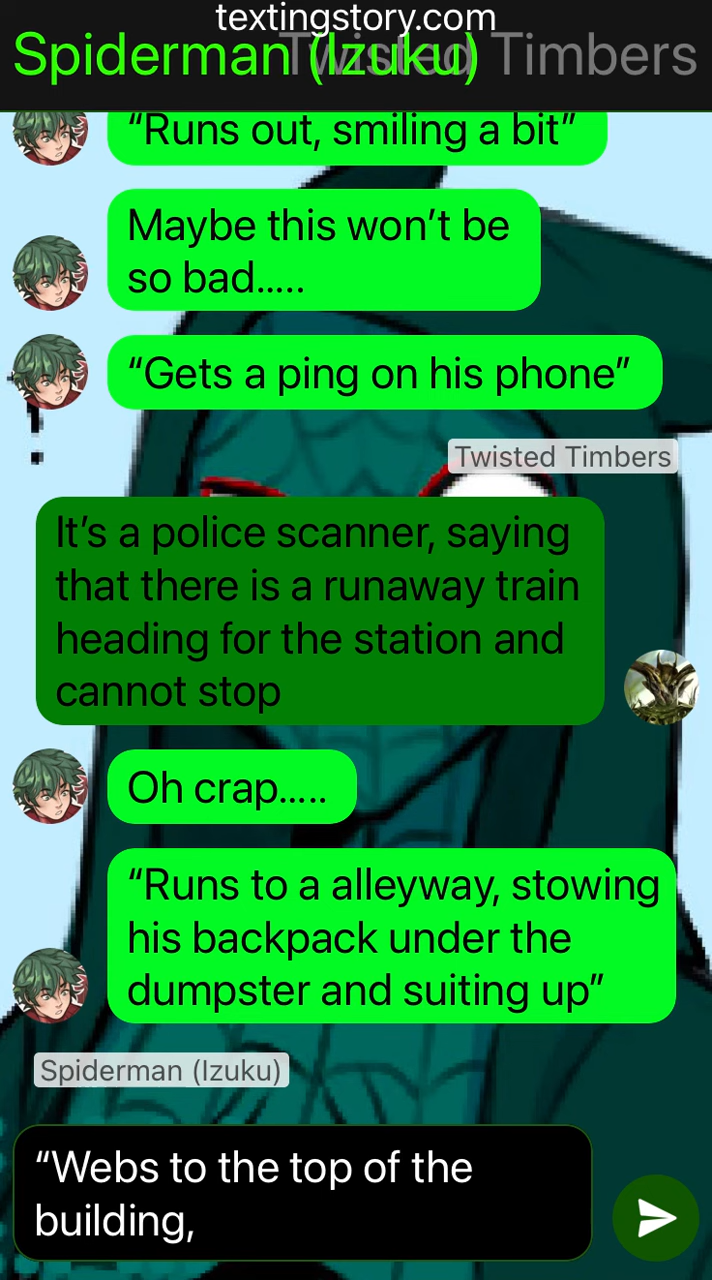 textingstory.com
Spiderman (Izuku)
Twisted Timbers
“Runs out, smiling a bit”
Maybe this won’t be
so bad.....
“Gets a ping on his phone”
Twisted Timbers
It’s a police scanner, saying
that there is a runaway train
heading for the station and
cannot stop
Oh crap.....
“Runs to a alleyway, stowing
his backpack under the
dumpster and suiting up”
Spiderman (Izuku)
“Webs to the top of the
building,